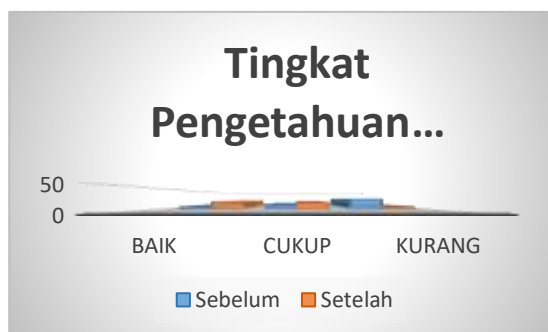 Tingkat
Pengetahuan...
50
0
BAIK CUKUP KURANG
Sebelum Setelah